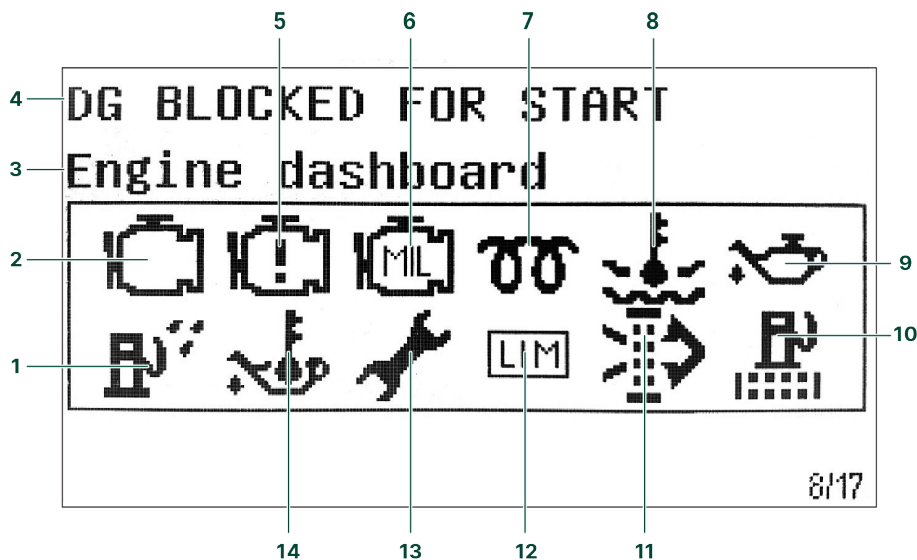 5 6 7 8
4 DG BLOCKED FOR START
3 Engine dashboard
2 ! MIL 9
1 LIM 10
8/17
14 13 12 11